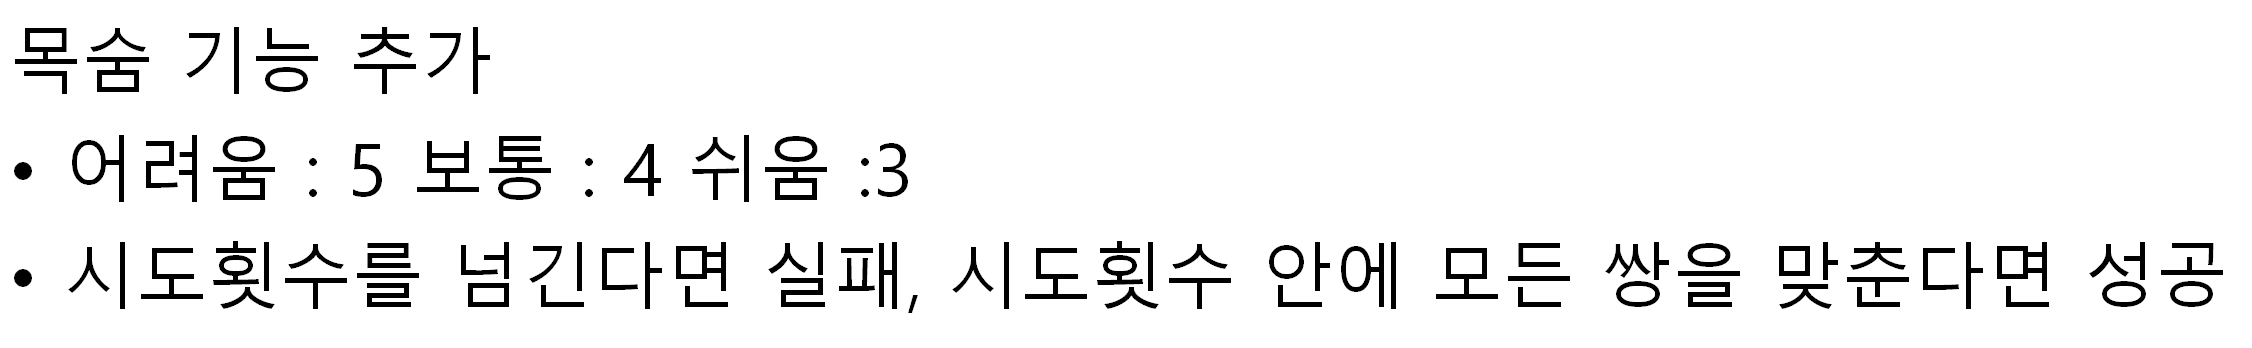 목숨 기능 추가
• 어려움 : 5 보통 : 4 쉬움 :3
• 시도횟수를 넘긴다면 실패, 시도횟수 안에 모든 쌍을 맞춘다면 성공